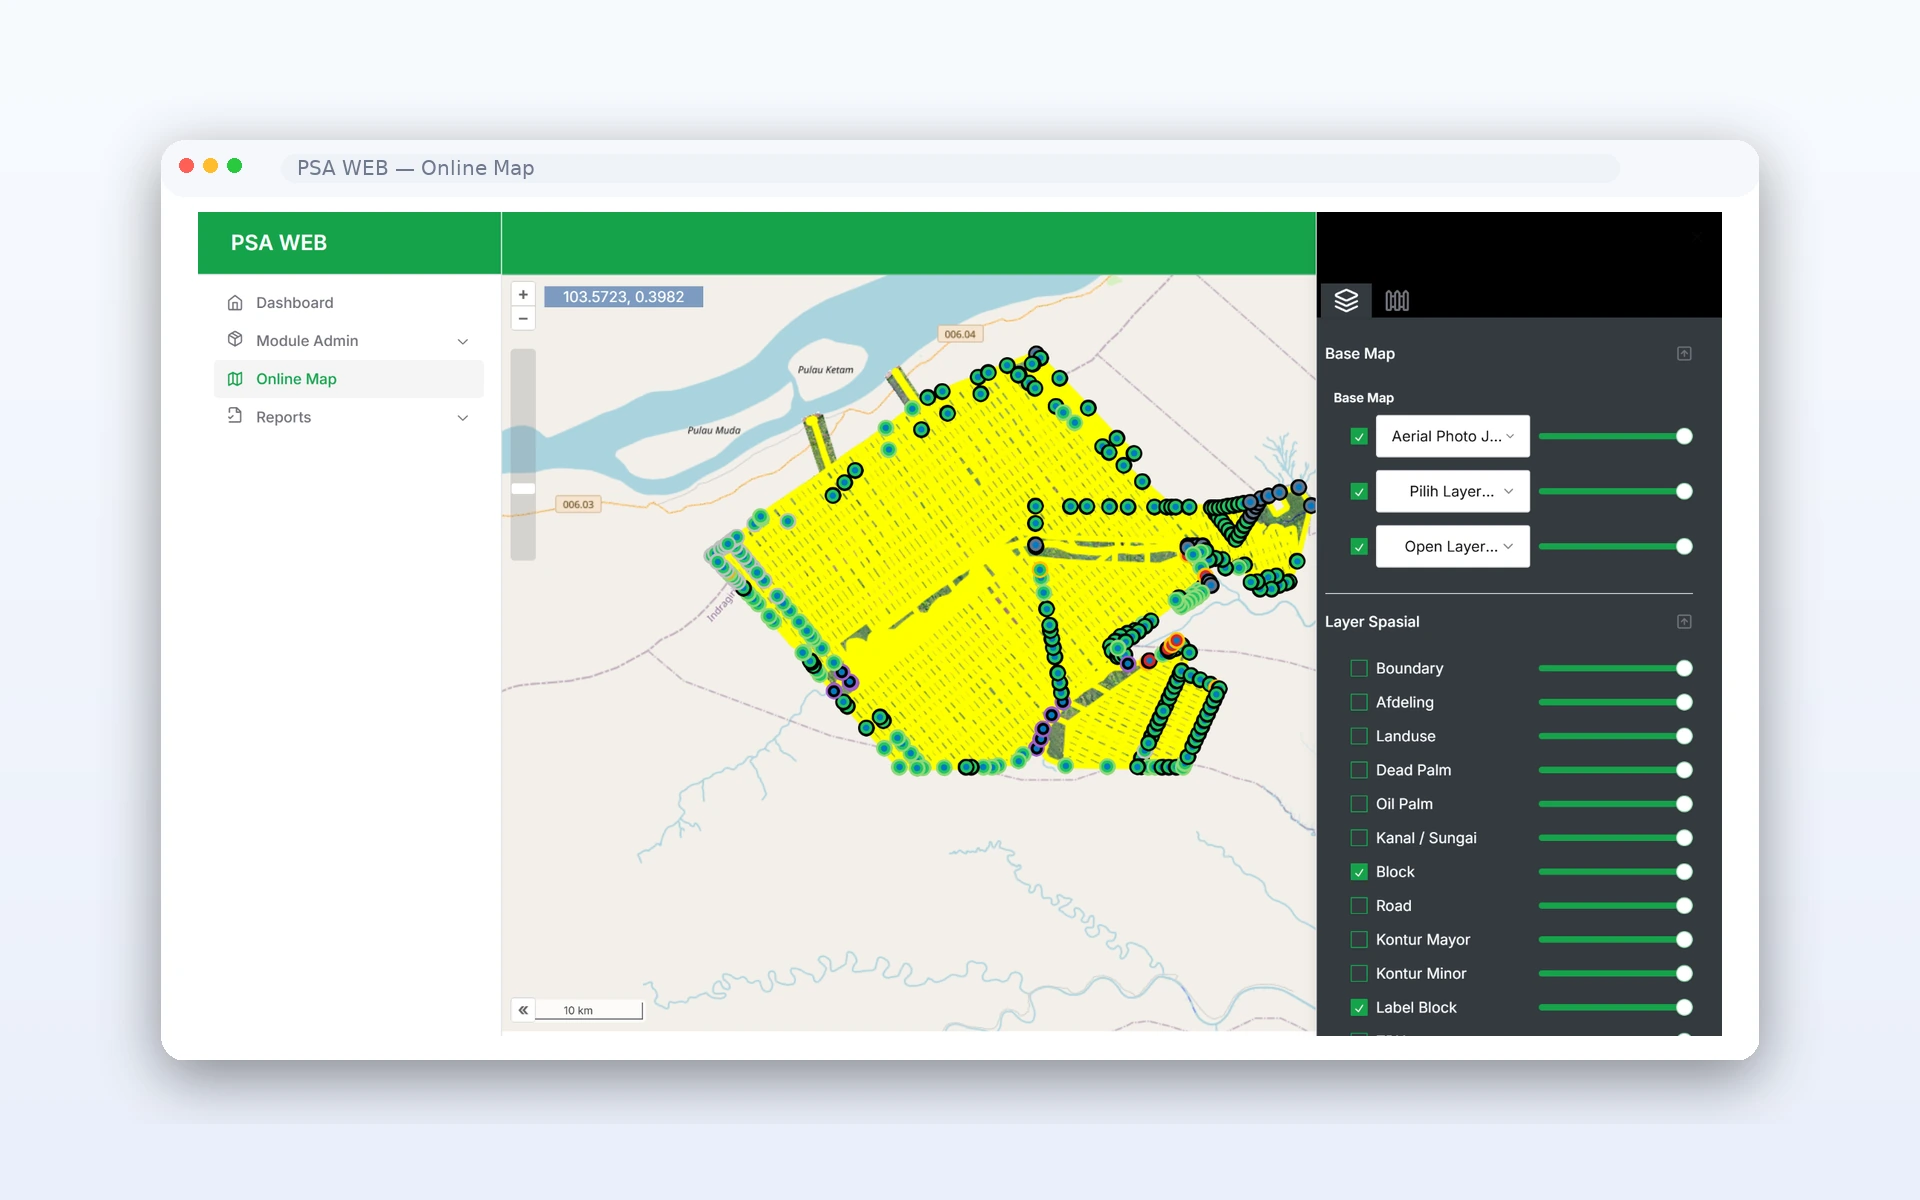 PSA WEB — Online Map
PSA WEB
Dashboard
Module Admin
Online Map
Reports
+
−
103.5723, 0.3982
006.04
Pulau Ketam
Pulau Muda
006.03
«
10 km
Base Map
Base Map
Aerial Photo J...
Pilih Layer...
Open Layer...
Layer Spasial
Boundary
Afdeling
Landuse
Dead Palm
Oil Palm
Kanal / Sungai
Block
Road
Kontur Mayor
Kontur Minor
Label Block